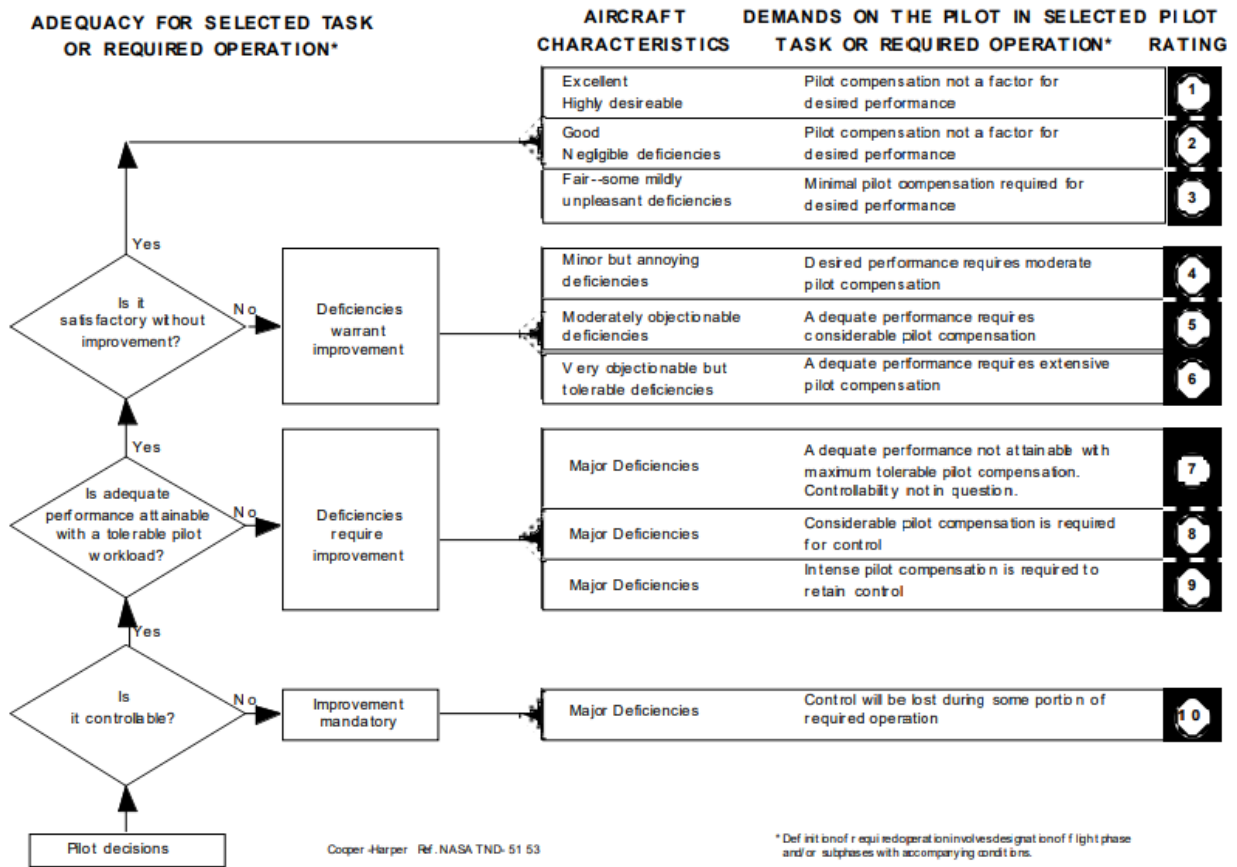 ADEQUACY FOR SELECTED TASK
OR REQUIRED OPERATION*
AIRCRAFT
CHARACTERISTICS
DEMANDS ON THE PILOT IN SELECTED
TASK OR REQUIRED OPERATION*
PILOT
RATING
Excellent
Highly desireable
Pilot compensation not a factor for
desired performance
1
Good
Negligible deficiencies
Pilot compensation not a factor for
desired performance
2
Fair--some mildly
unpleasant deficiencies
Minimal pilot compensation required for
desired performance
3
Yes
Is it
satisfactory without
improvement?
No
Deficiencies
warrant
improvement
Minor but annoying
deficiencies
Desired performance requires moderate
pilot compensation
4
Moderately objectionable
deficiencies
Adequate performance requires
considerable pilot compensation
5
Very objectionable but
tolerable deficiencies
Adequate performance requires extensive
pilot compensation
6
Yes
Is adequate
performance attainable
with a tolerable pilot
workload?
No
Deficiencies
require
improvement
Major Deficiencies
Adequate performance not attainable with
maximum tolerable pilot compensation.
Controllability not in question.
7
Major Deficiencies
Considerable pilot compensation is required
for control
8
Major Deficiencies
Intense pilot compensation is required to
retain control
9
Yes
Is
it controllable?
No
Improvement
mandatory
Major Deficiencies
Control will be lost during some portion of
required operation
10
Pilot decisions
Cooper-Harper Ref. NASA TND-5153
* Definition of required operation involves designation of flight phase
and/or subphases with accompanying conditions.